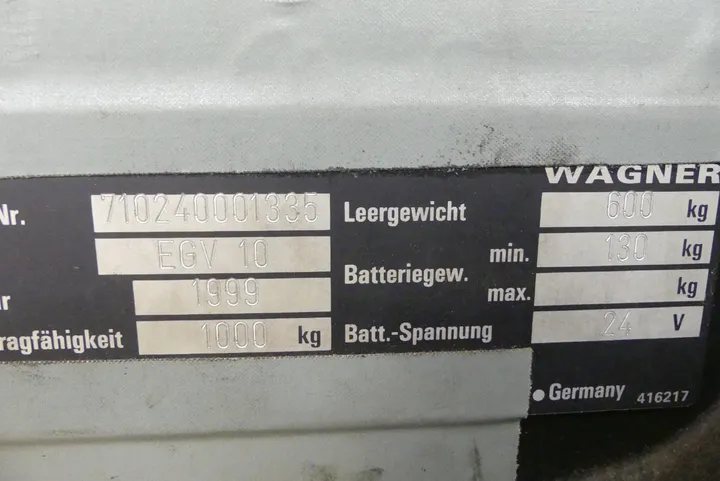 WAGNER
Nr. 710240001335 Leergewicht 600 kg
EGV 10 Batteriegew. min. 130 kg
1999 max. kg
ragfähigkeit 1000 kg Batt.-Spannung 24 V
Germany 416217